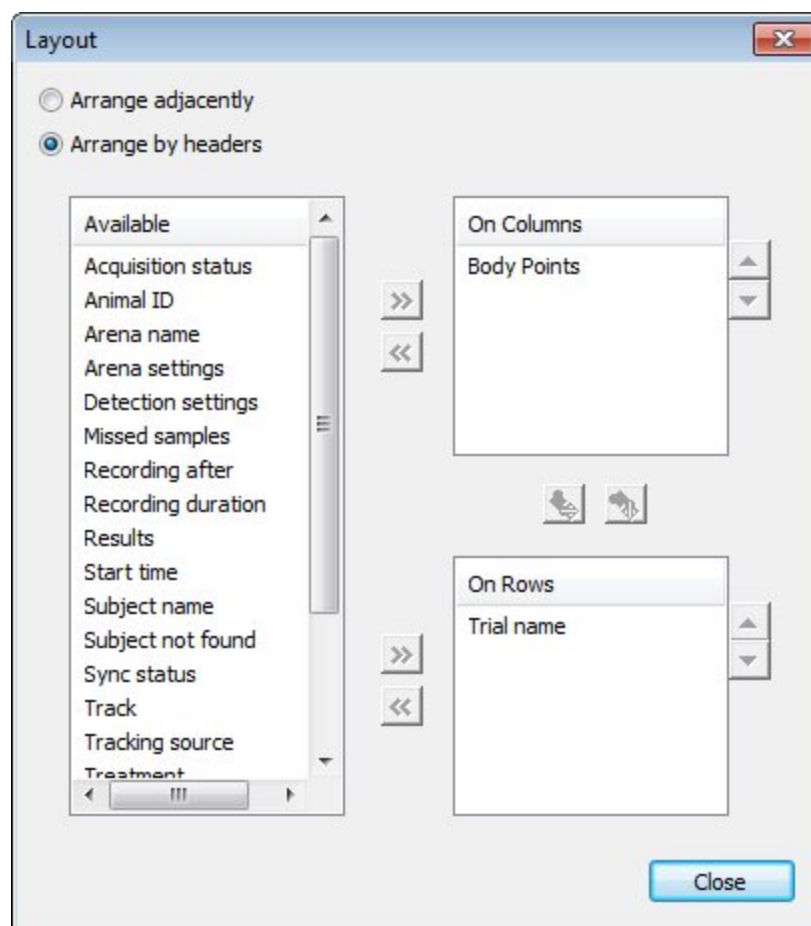 Layout
Arrange adjacently
Arrange by headers
Available
Acquisition status
Animal ID
Arena name
Arena settings
Detection settings
Missed samples
Recording after
Recording duration
Results
Start time
Subject name
Subject not found
Sync status
Track
Tracking source
Treatment
On Columns
Body Points
On Rows
Trial name
Close